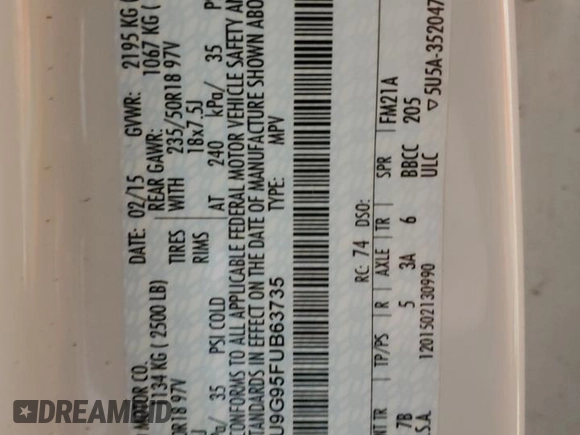 MOTOR CO. DATE: 02/15 GVWR: 2195 KG (
1134 KG ( 2500 LB) REAR GAWR: 1067 KG (
18 97V TIRES WITH 235/50R18 97V
RIMS 18x7.5J
35 PSI COLD AT 240 kPa/ 35
CONFORMS TO ALL APPLICABLE FEDERAL MOTOR VEHICLE SAFETY
STANDARDS IN EFFECT ON THE DATE OF MANUFACTURE SHOWN
U9G95FUB63735 TYPE: MPV
RC: 74 DSO:
TR TP/PS R AXLE TR SPR FM21A
7B 5 3A 6 BBCC 205
S.A. 1201502130990 ULC ▽5U5A-352047
DREAMBID